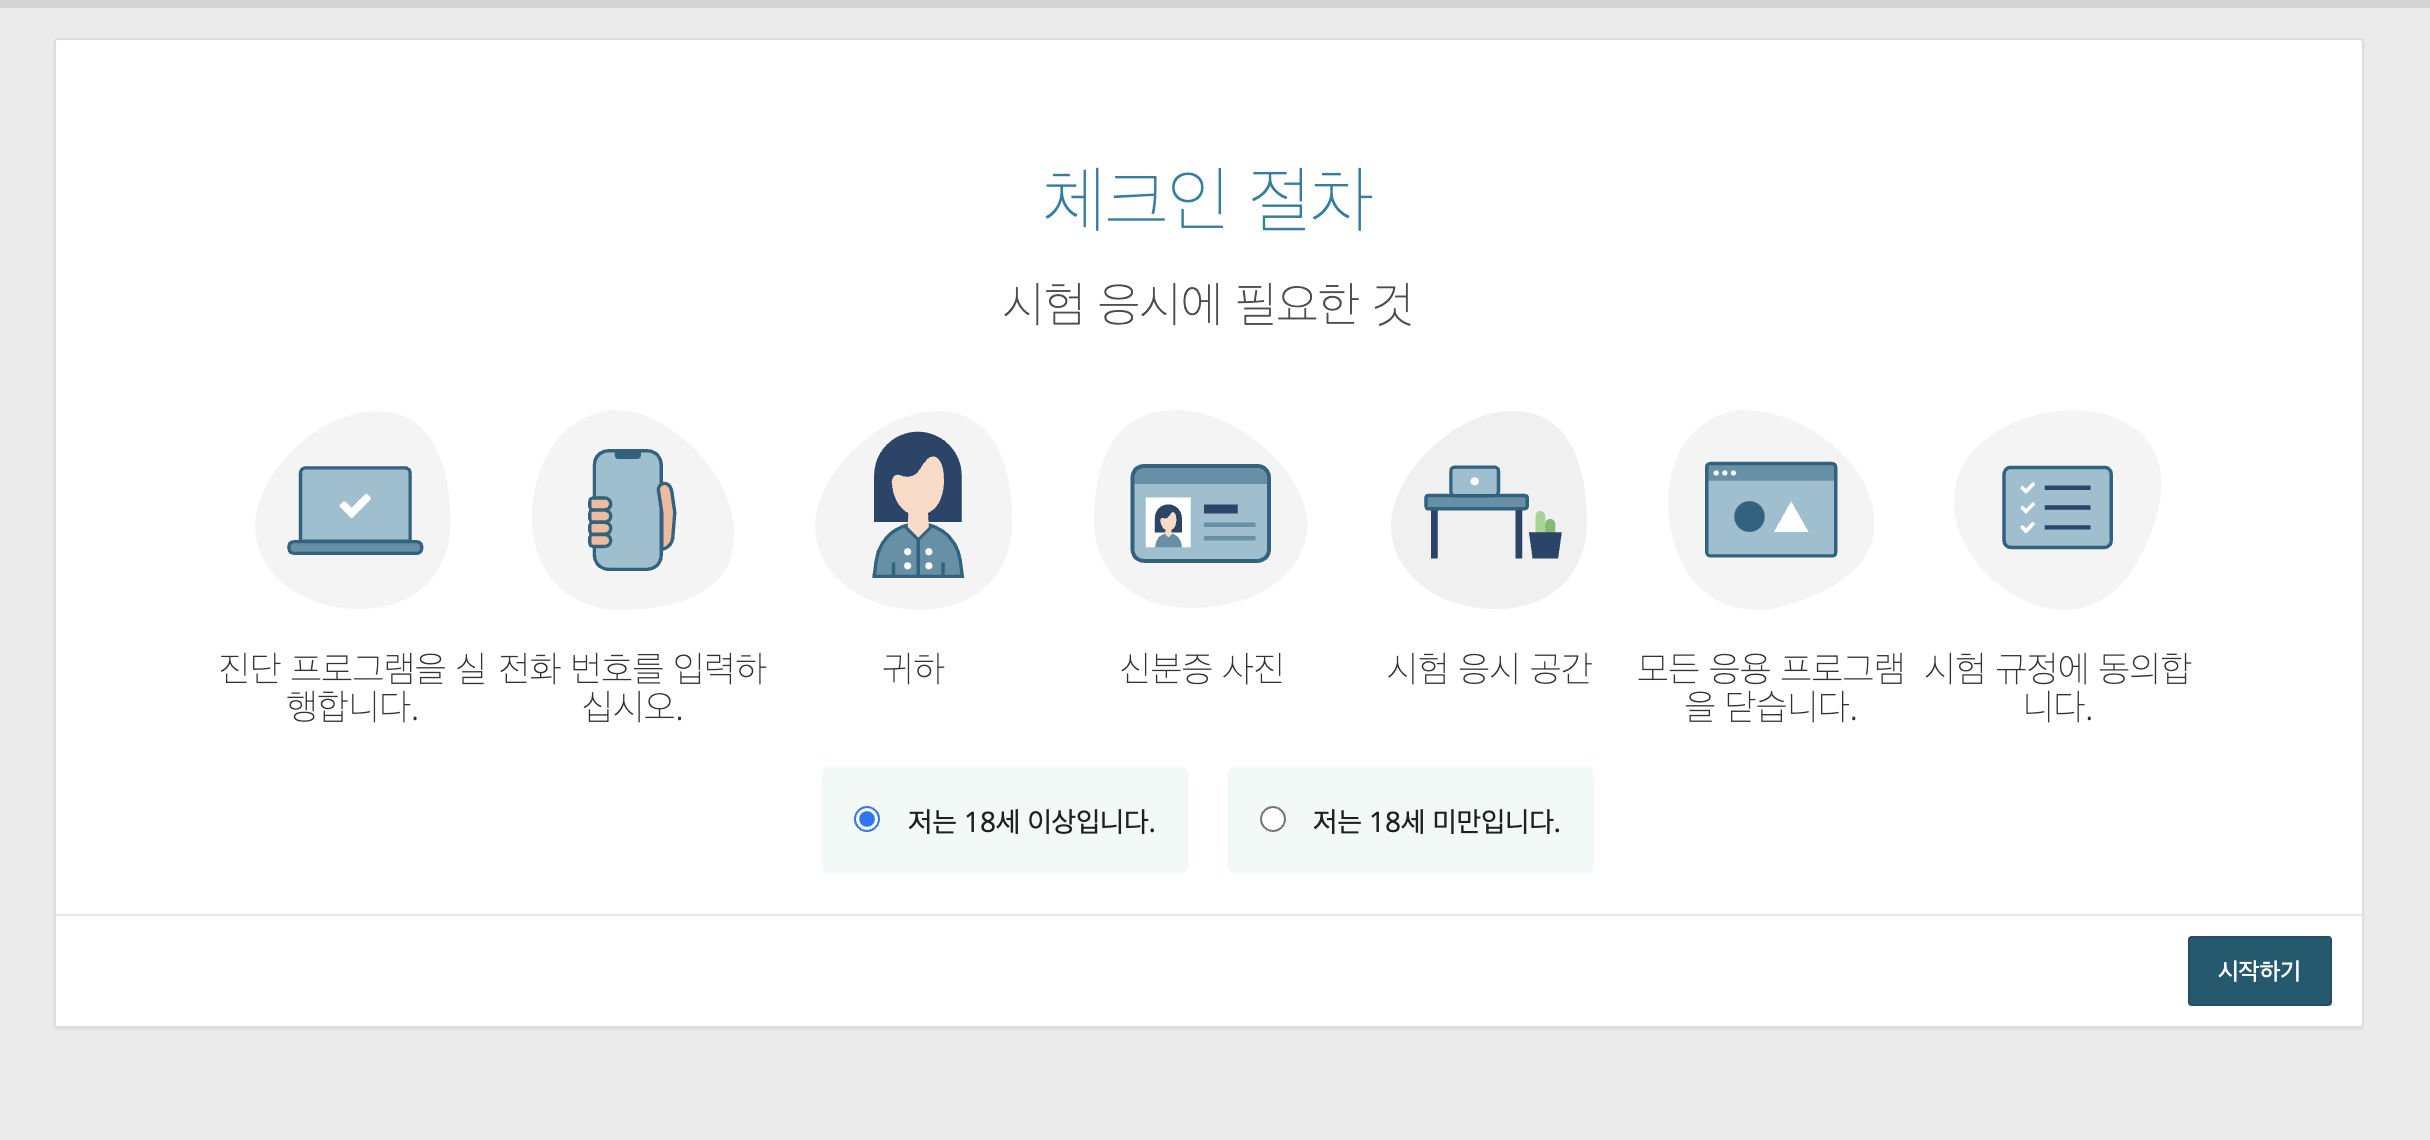 체크인 절차
시험 응시에 필요한 것
진단 프로그램을 실
행합니다.
전화 번호를 입력하
십시오.
귀하
신분증 사진
시험 응시 공간
모든 응용 프로그램
을 닫습니다.
시험 규정에 동의합
니다.
저는 18세 이상입니다.
저는 18세 미만입니다.
시작하기